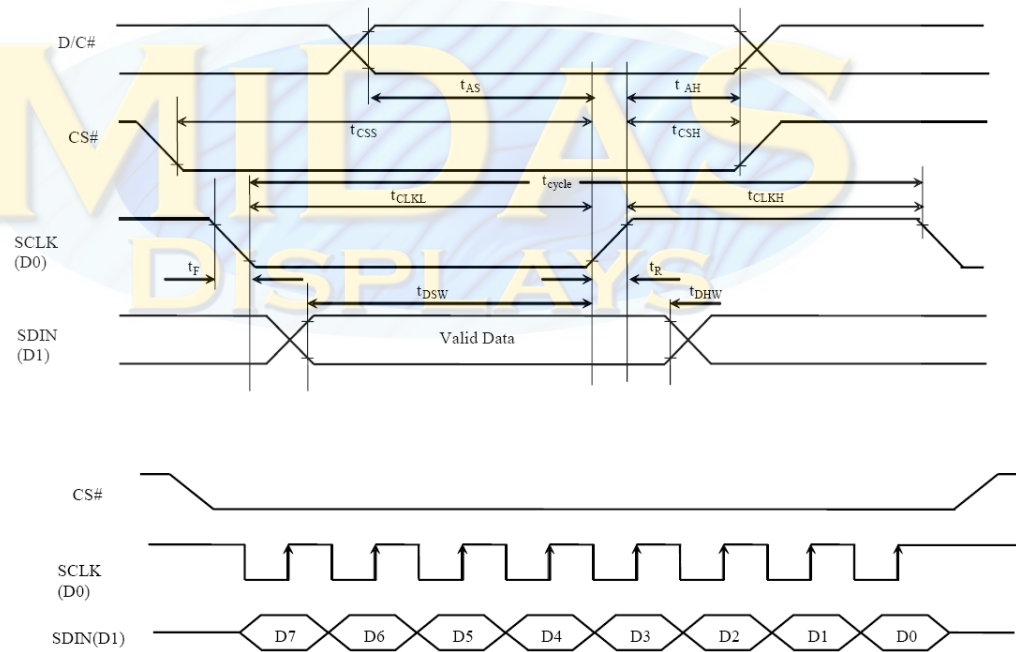 D/C#
tAS
tAH
CS#
tCSS
tCSH
tcycle
tCLKL
tCLKH
SCLK
(D0)
tF
tR
tDSW
tDHW
SDIN
(D1)
Valid Data
MIDAS
DISPLAYS
CS#
SCLK
(D0)
SDIN(D1)
D7
D6
D5
D4
D3
D2
D1
D0